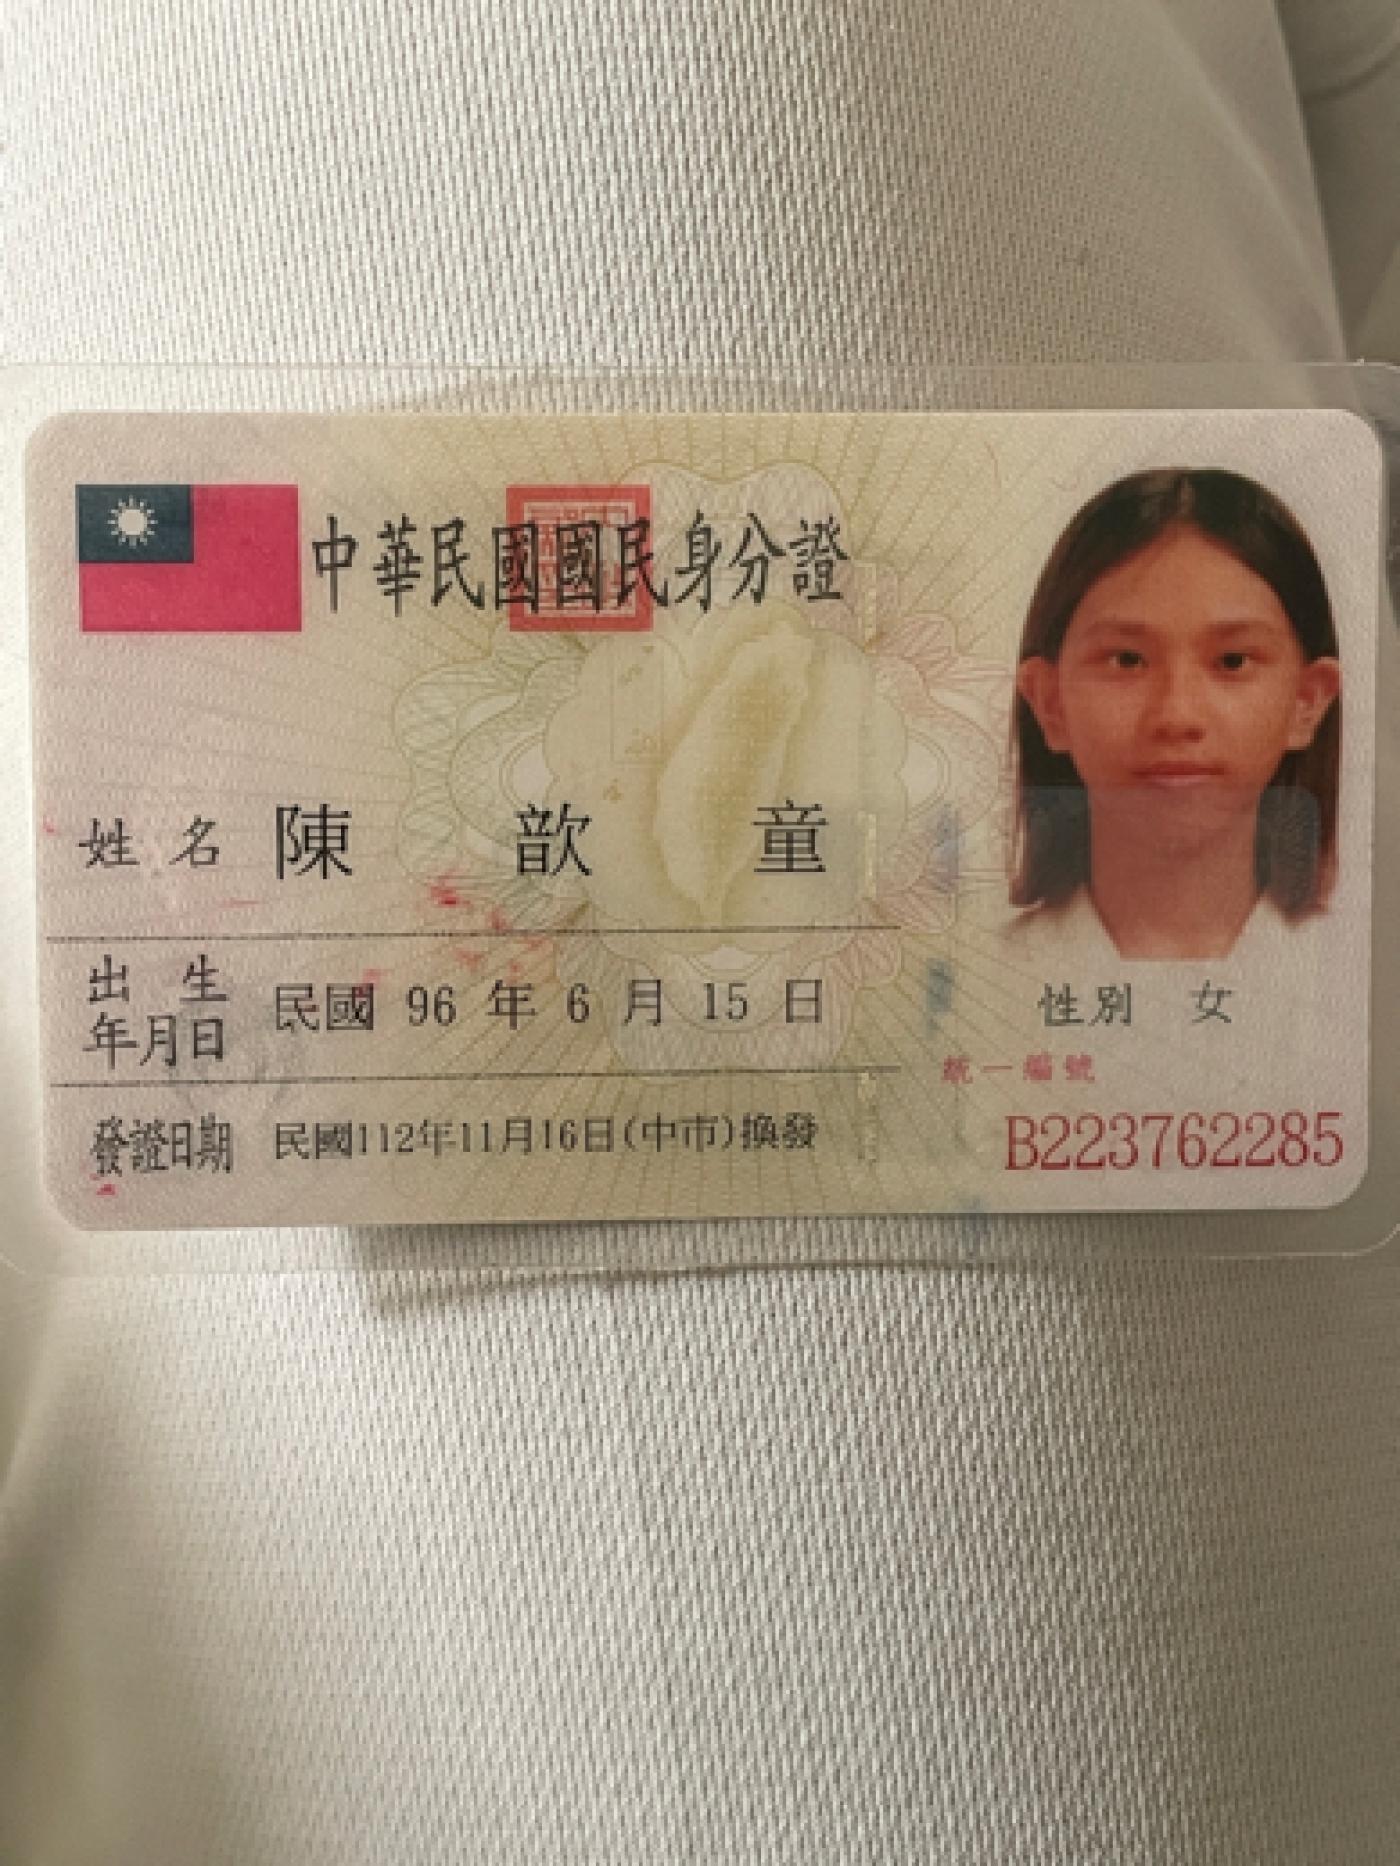 中華民國國民身分證
姓名 陳歆童
出生年月日 民國 96 年 6 月 15 日
性別 女
統一編號
發證日期 民國112年11月16日(中市)換發
B223762285